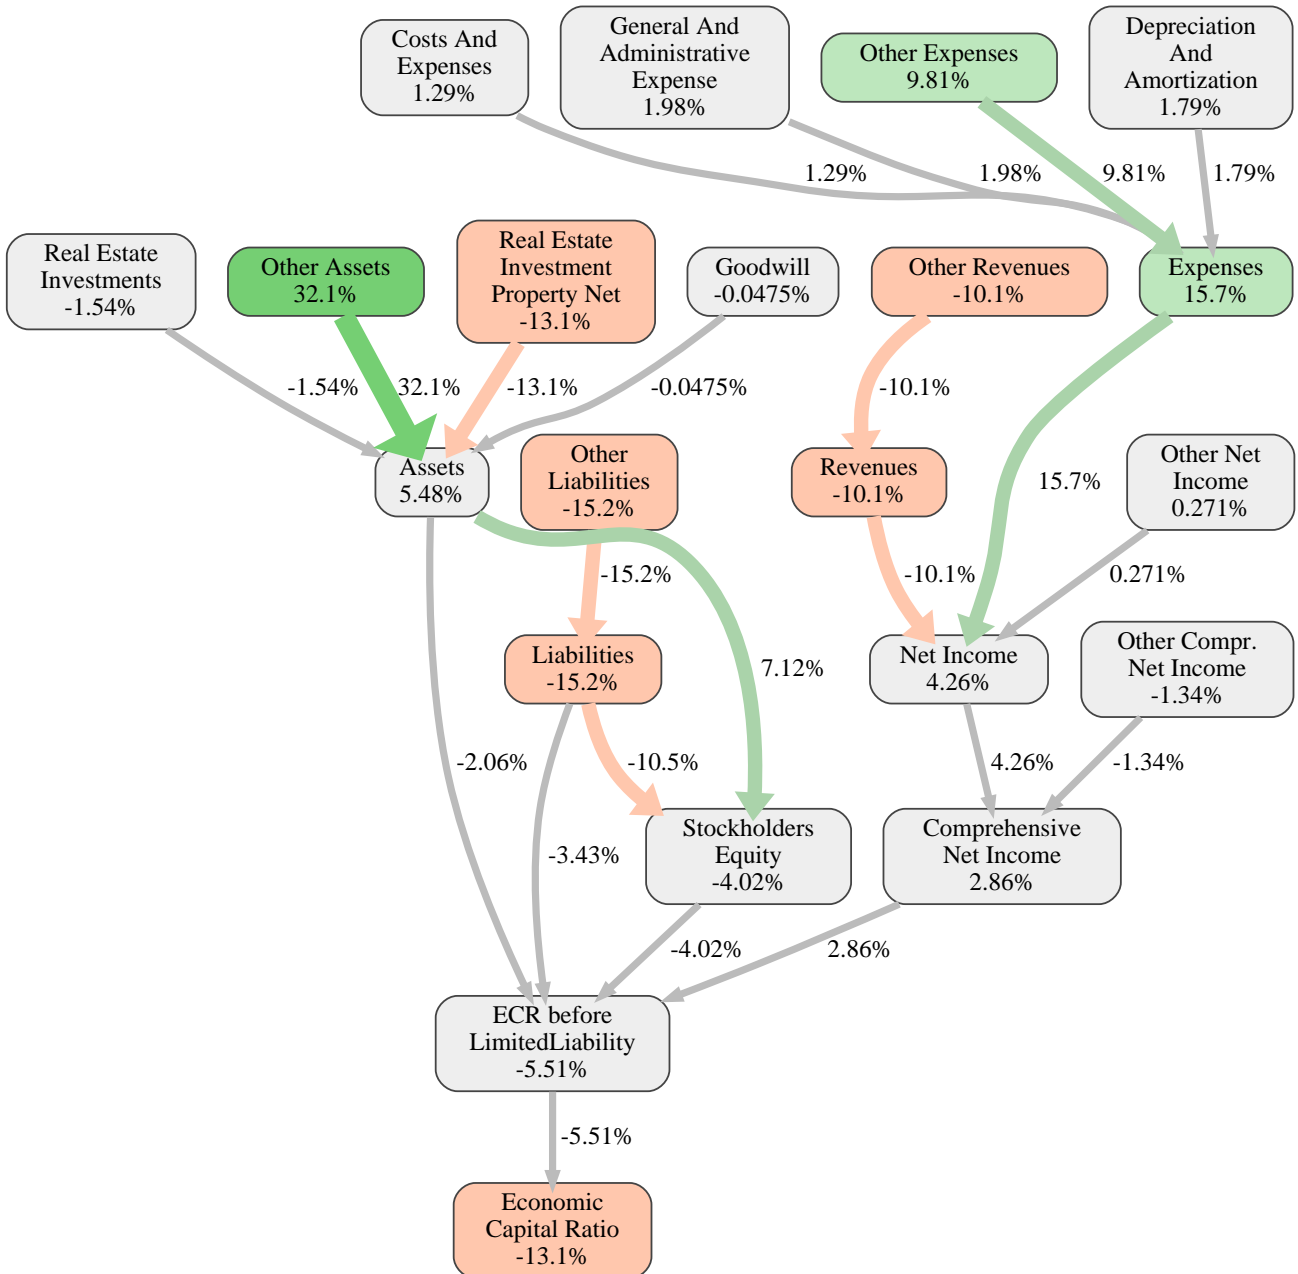 Costs And
Expenses
1.29%
General And
Administrative
Expense
1.98%
Other Expenses
9.81%
Depreciation
And
Amortization
1.79%
1.29%
1.98%
9.81%
1.79%
Real Estate
Investments
-1.54%
Other Assets
32.1%
Real Estate
Investment
Property Net
-13.1%
Goodwill
-0.0475%
Other Revenues
-10.1%
Expenses
15.7%
-1.54%
32.1%
-13.1%
-0.0475%
-10.1%
15.7%
Assets
5.48%
Other
Liabilities
-15.2%
Revenues
-10.1%
Other Net
Income
0.271%
-15.2%
-10.1%
0.271%
Liabilities
-15.2%
7.12%
Net Income
4.26%
Other Compr.
Net Income
-1.34%
-2.06%
-10.5%
4.26%
-1.34%
-3.43%
Stockholders
Equity
-4.02%
Comprehensive
Net Income
2.86%
-4.02%
2.86%
ECR before
LimitedLiability
-5.51%
-5.51%
Economic
Capital Ratio
-13.1%